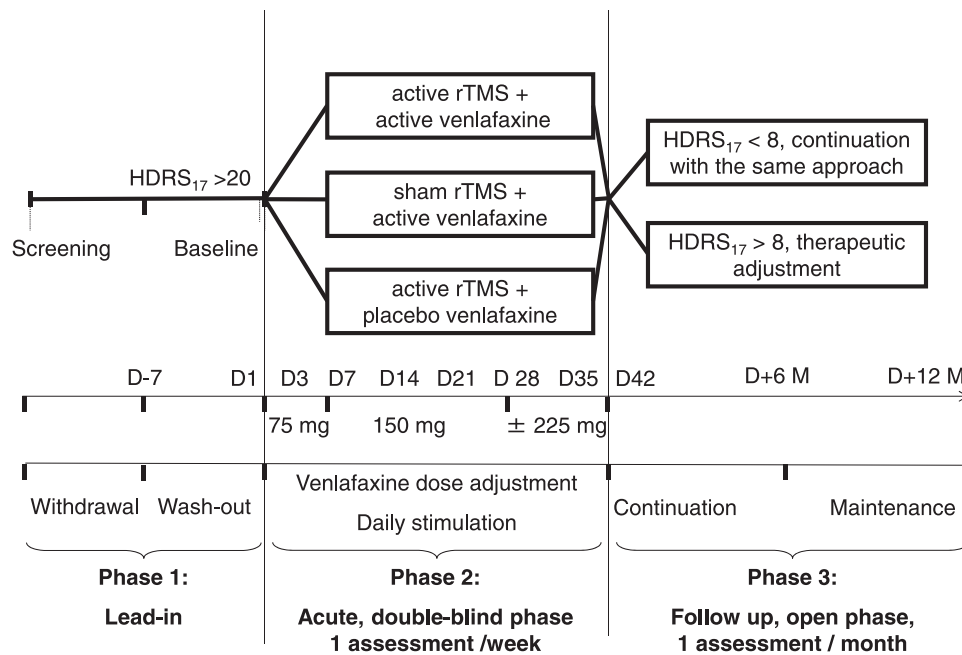 active rTMS +
active venlafaxine
HDRS₁₇ >20
sham rTMS +
active venlafaxine
HDRS₁₇ < 8, continuation
with the same approach
Screening
Baseline
HDRS₁₇ > 8, therapeutic
adjustment
active rTMS +
placebo venlafaxine
D-7 D1 D3 D7 D14 D21 D 28 D35 D42 D+6 M D+12 M
75 mg 150 mg ± 225 mg
Withdrawal Wash-out
Venlafaxine dose adjustment
Daily stimulation
Continuation Maintenance
Phase 1:
Lead-in
Phase 2:
Acute, double-blind phase
1 assessment /week
Phase 3:
Follow up, open phase,
1 assessment / month